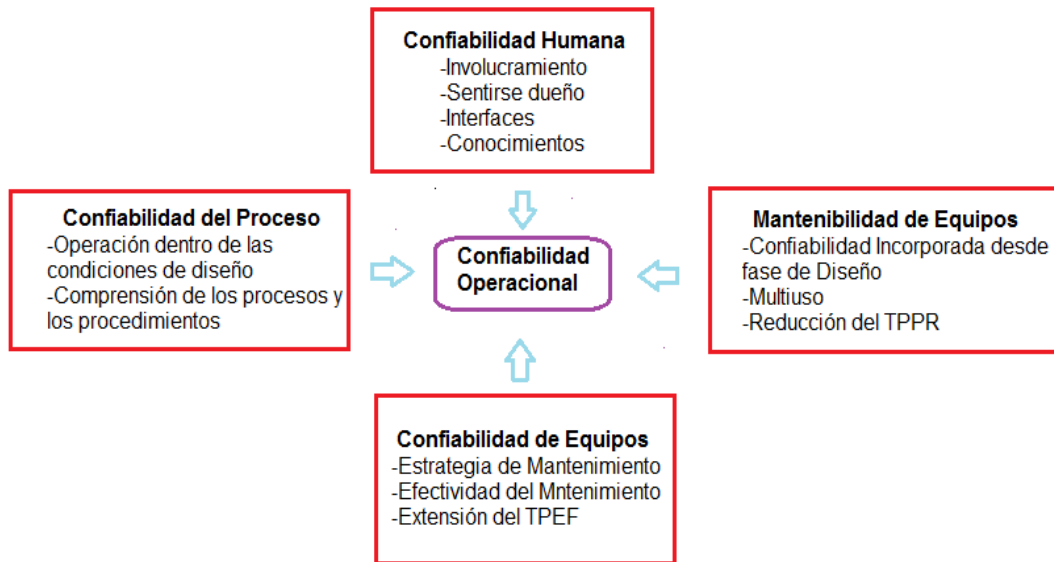 Confiabilidad Humana
-Involucramiento
-Sentirse dueño
-Interfaces
-Conocimientos
Confiabilidad del Proceso
-Operación dentro de las
condiciones de diseño
-Comprensión de los procesos y
los procedimientos
Confiabilidad
Operacional
Mantenibilidad de Equipos
-Confiabilidad Incorporada desde
fase de Diseño
-Multiuso
-Reducción del TPPR
Confiabilidad de Equipos
-Estrategia de Mantenimiento
-Efectividad del Mntenimiento
-Extensión del TPEF